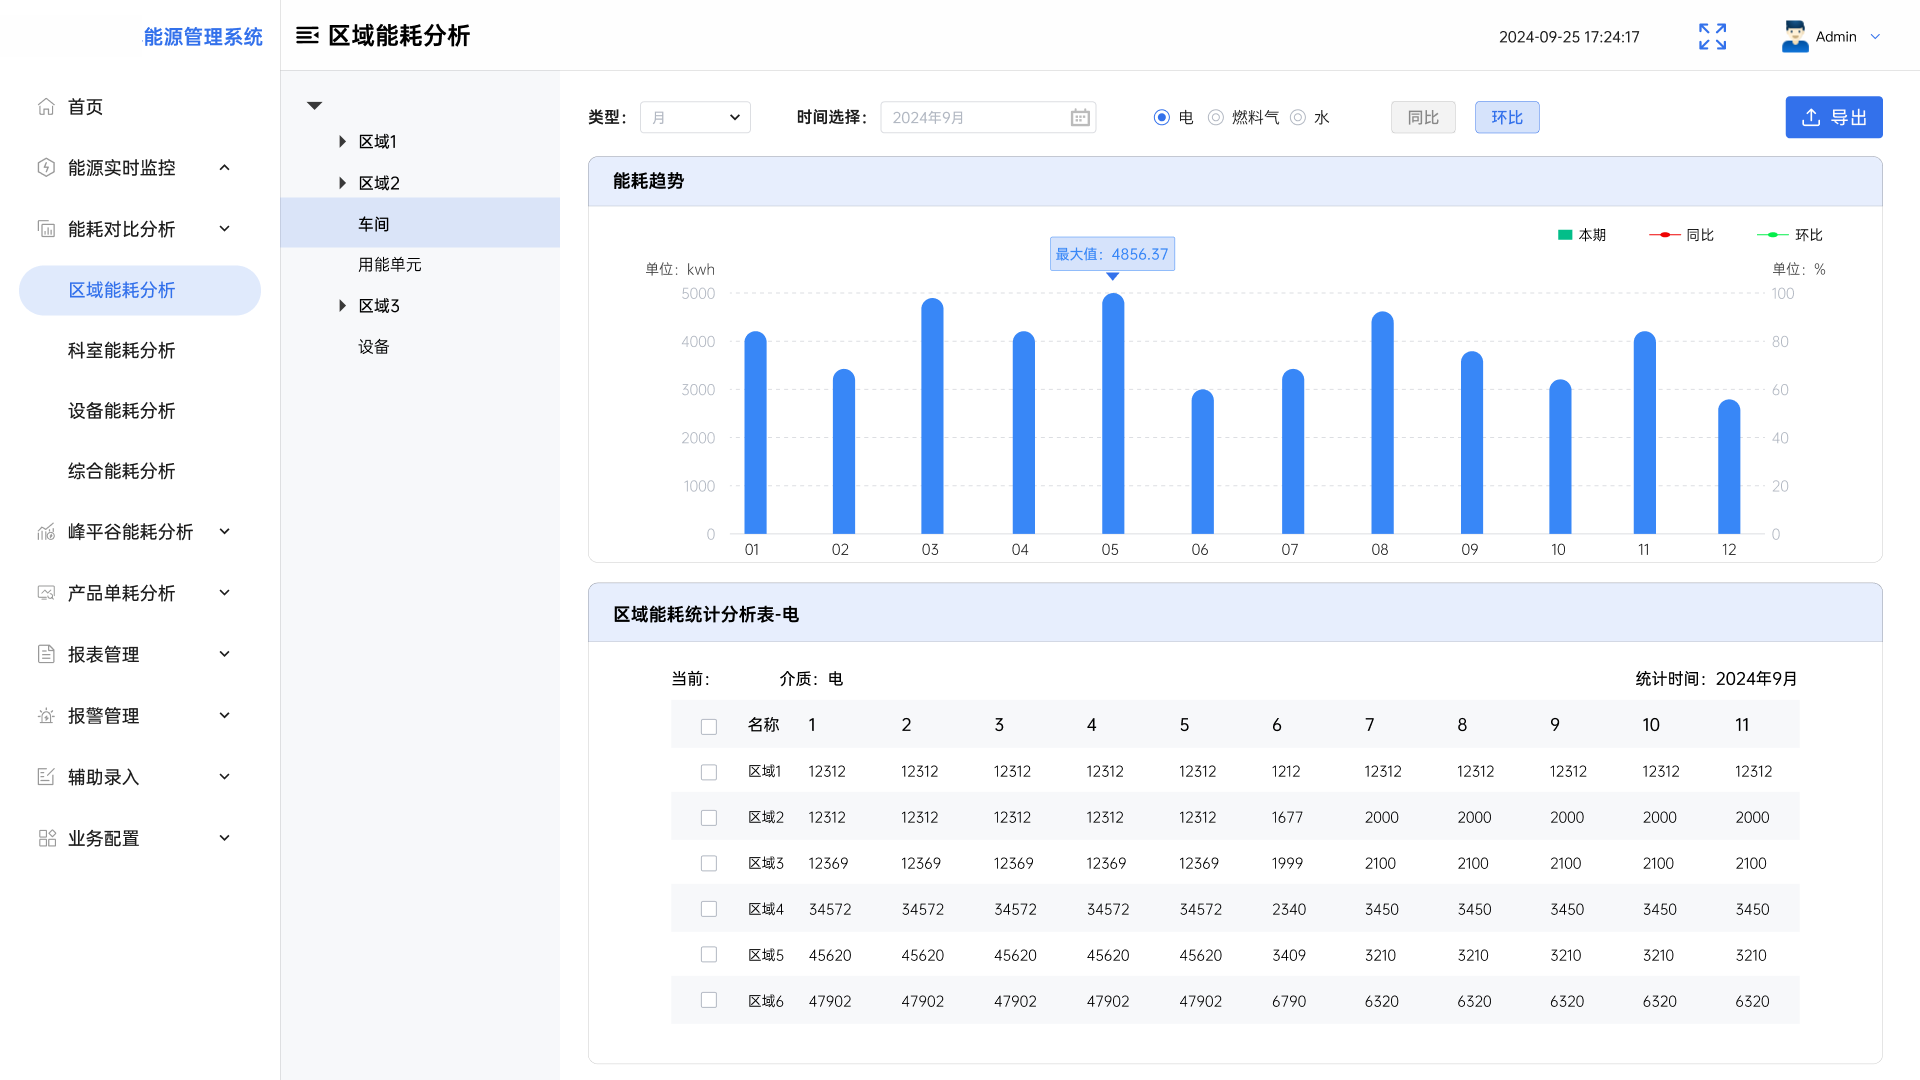 能源管理系统
区域能耗分析
2024-09-25 17:24:17
Admin
首页
能源实时监控
能耗对比分析
区域能耗分析
科室能耗分析
设备能耗分析
综合能耗分析
峰平谷能耗分析
产品单耗分析
报表管理
报警管理
辅助录入
业务配置
区域1
区域2
车间
用能单元
区域3
设备
类型： 月 时间选择： 2024年9月 电 燃料气 水 同比 环比 导出
能耗趋势
本期 同比 环比
最大值：4856.37
单位：kwh 单位：%
5000 100
4000 80
3000 60
2000 40
1000 20
0 0
01 02 03 04 05 06 07 08 09 10 11 12
区域能耗统计分析表-电
当前： 介质：电 统计时间：2024年9月
名称 1 2 3 4 5 6 7 8 9 10 11
区域1 12312 12312 12312 12312 12312 1212 12312 12312 12312 12312 12312
区域2 12312 12312 12312 12312 12312 1677 2000 2000 2000 2000 2000
区域3 12369 12369 12369 12369 12369 1999 2100 2100 2100 2100 2100
区域4 34572 34572 34572 34572 34572 2340 3450 3450 3450 3450 3450
区域5 45620 45620 45620 45620 45620 3409 3210 3210 3210 3210 3210
区域6 47902 47902 47902 47902 47902 6790 6320 6320 6320 6320 6320